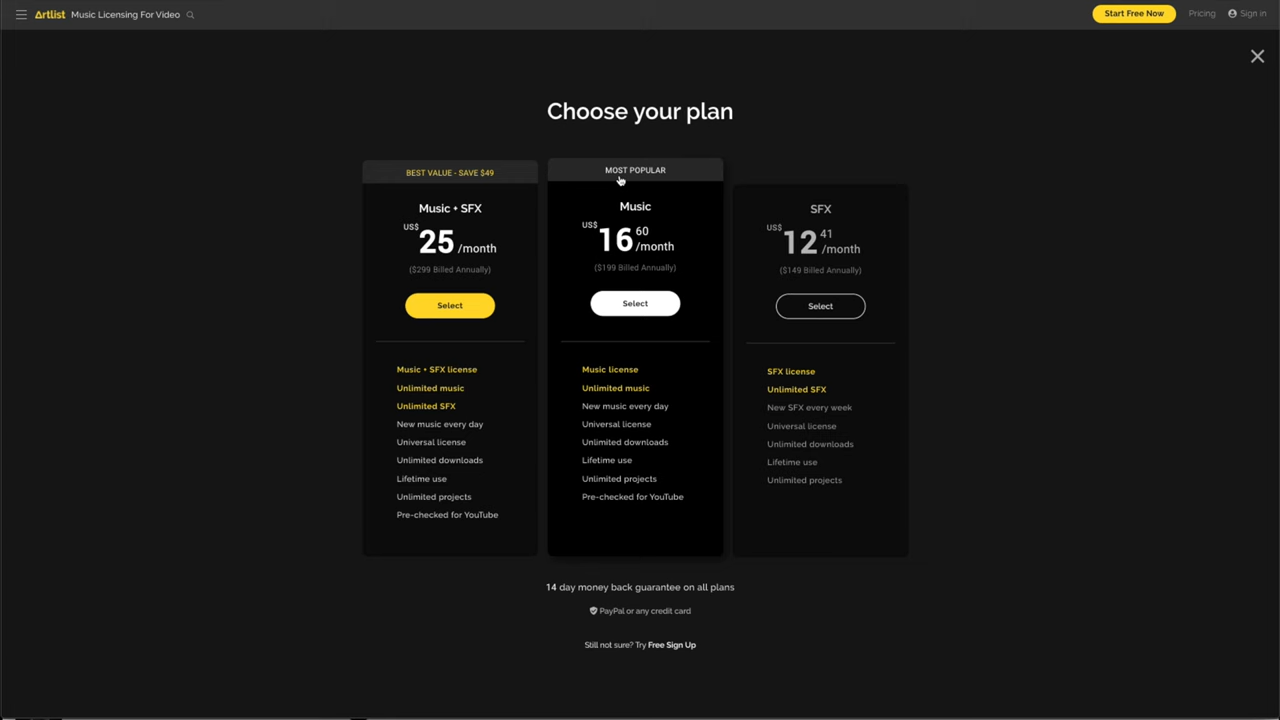 Artlist Music Licensing For Video
Start Free Now
Pricing
Sign in
Choose your plan
BEST VALUE - SAVE $49
Music + SFX
US$ 25 /month
($299 Billed Annually)
Select
Music + SFX license
Unlimited music
Unlimited SFX
New music every day
Universal license
Unlimited downloads
Lifetime use
Unlimited projects
Pre-checked for YouTube
MOST POPULAR
Music
US$ 16 60 /month
($199 Billed Annually)
Select
Music license
Unlimited music
New music every day
Universal license
Unlimited downloads
Lifetime use
Unlimited projects
Pre-checked for YouTube
SFX
US$ 12 41 /month
($149 Billed Annually)
Select
SFX license
Unlimited SFX
New SFX every week
Universal license
Unlimited downloads
Lifetime use
Unlimited projects
14 day money back guarantee on all plans
PayPal or any credit card
Still not sure? Try Free Sign Up